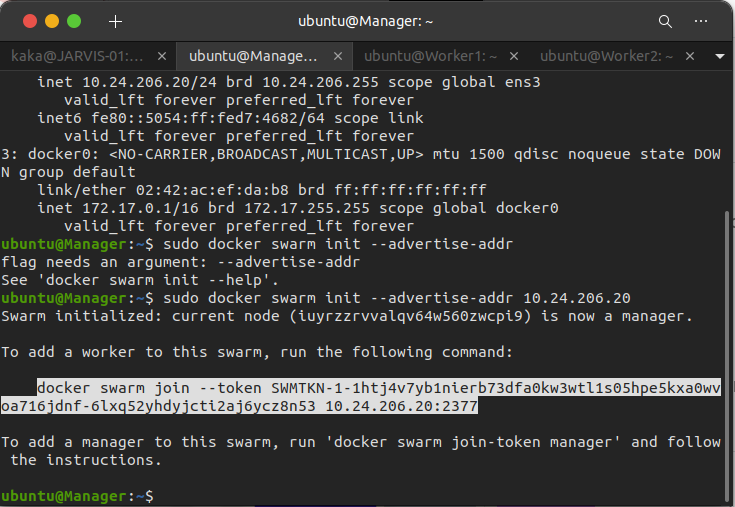 ubuntu@Manager: ~
kaka@JARVIS-01:...
ubuntu@Manage...
ubuntu@Worker1: ~
ubuntu@Worker2: ~
inet 10.24.206.20/24 brd 10.24.206.255 scope global ens3
valid_lft forever preferred_lft forever
inet6 fe80::5054:ff:fed7:4682/64 scope link
valid_lft forever preferred_lft forever
3: docker0: <NO-CARRIER,BROADCAST,MULTICAST,UP> mtu 1500 qdisc noqueue state DOW
N group default
link/ether 02:42:ac:ef:da:b8 brd ff:ff:ff:ff:ff:ff
inet 172.17.0.1/16 brd 172.17.255.255 scope global docker0
valid_lft forever preferred_lft forever
ubuntu@Manager:~$ sudo docker swarm init --advertise-addr
flag needs an argument: --advertise-addr
See 'docker swarm init --help'.
ubuntu@Manager:~$ sudo docker swarm init --advertise-addr 10.24.206.20
Swarm initialized: current node (iuyrzzrvvalqv64w560zwcpi9) is now a manager.
To add a worker to this swarm, run the following command:
docker swarm join --token SWMTKN-1-1htj4v7yb1nierb73dfa0kw3wtl1s05hpe5kxa0wv
oa716jdnf-6lxq52yhdyjcti2aj6ycz8n53 10.24.206.20:2377
To add a manager to this swarm, run 'docker swarm join-token manager' and follow
the instructions.
ubuntu@Manager:~$